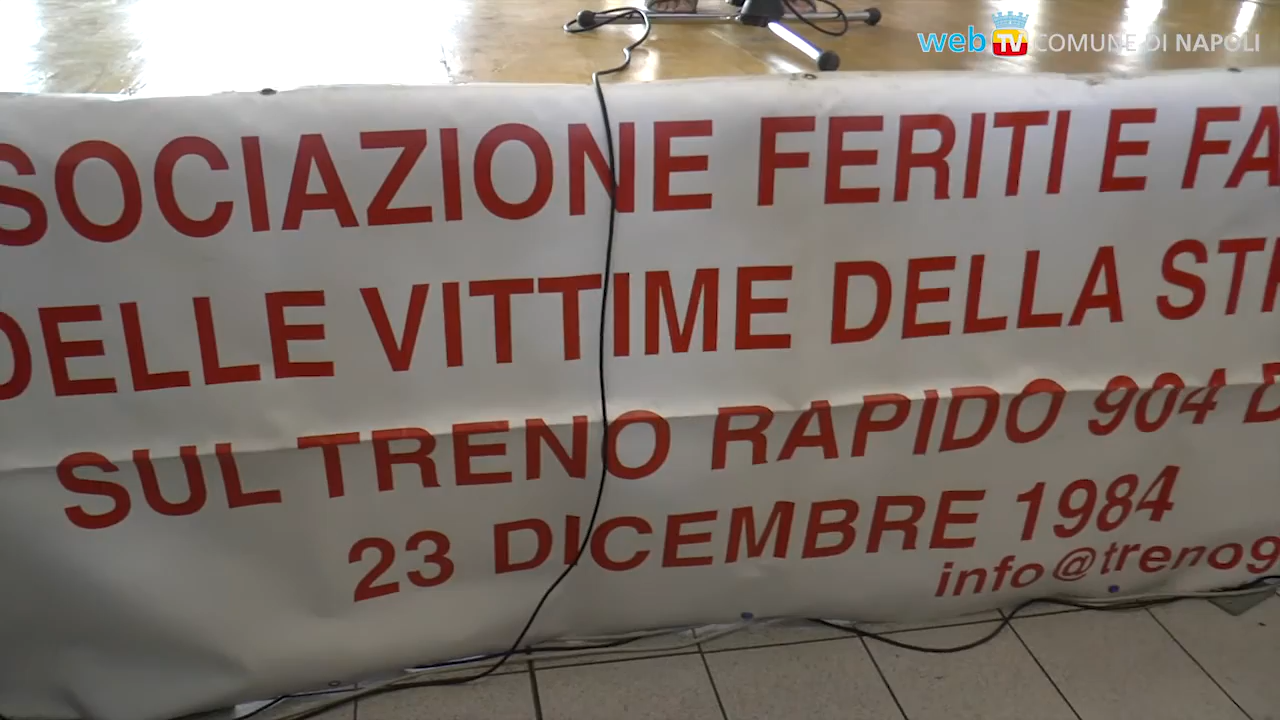 web TV COMUNE DI NAPOLI
SOCIAZIONE FERITI E FA
DELLE VITTIME DELLA STR
SUL TRENO RAPIDO 904 D
23 DICEMBRE 1984
info@treno9